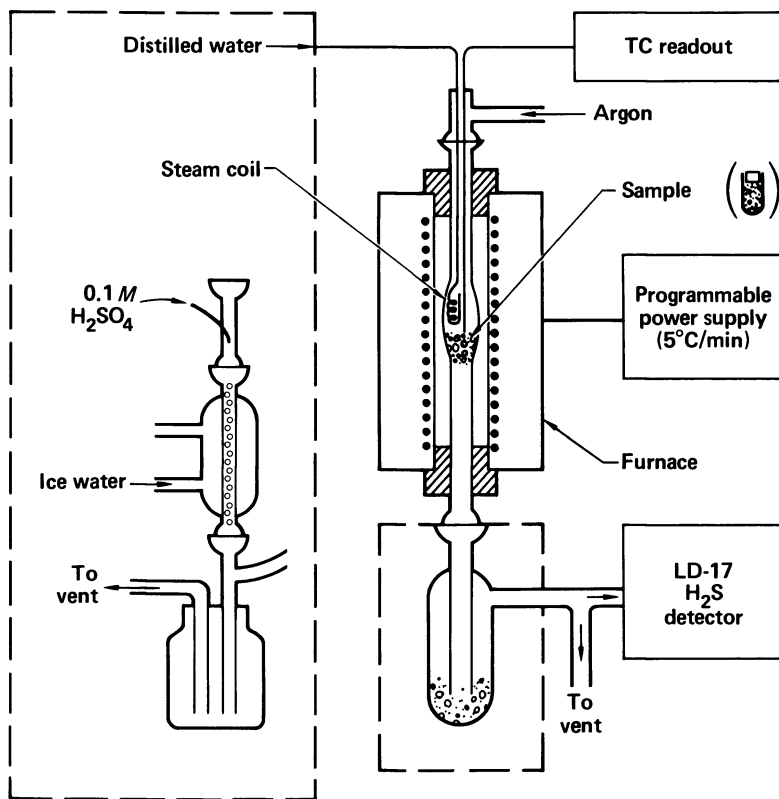 Distilled water
TC readout
Argon
Steam coil
Sample
0.1 M
H₂SO₄
Programmable
power supply
(5°C/min)
Ice water
Furnace
To
vent
LD-17
H₂S
detector
To
vent